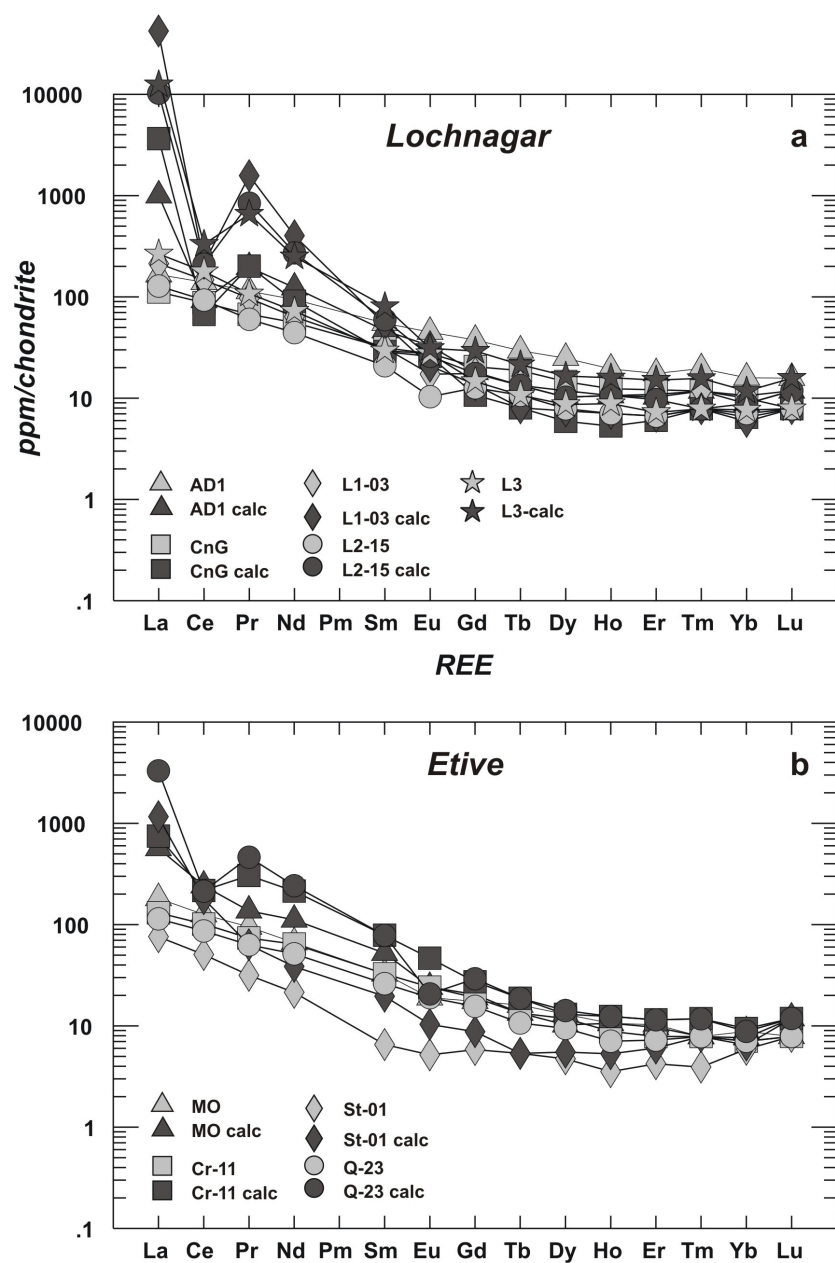 Lochnagar
a
ppm/chondrite
10000
1000
100
10
1
.1
AD1
AD1 calc
CnG
CnG calc
L1-03
L1-03 calc
L2-15
L2-15 calc
L3
L3-calc
La Ce Pr Nd Pm Sm Eu Gd Tb Dy Ho Er Tm Yb Lu
REE
Etive
b
10000
1000
100
10
1
.1
MO
MO calc
Cr-11
Cr-11 calc
St-01
St-01 calc
Q-23
Q-23 calc
La Ce Pr Nd Pm Sm Eu Gd Tb Dy Ho Er Tm Yb Lu